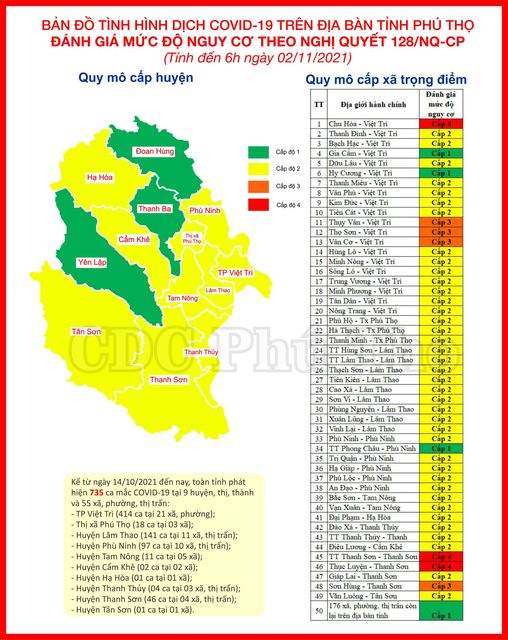 BẢN ĐỒ TÌNH HÌNH DỊCH COVID-19 TRÊN ĐỊA BÀN TỈNH PHÚ THỌ
ĐÁNH GIÁ MỨC ĐỘ NGUY CƠ THEO NGHỊ QUYẾT 128/NQ-CP
(Tính đến 6h ngày 02/11/2021)
Quy mô cấp huyện
Đoan Hùng
Hạ Hòa
Thanh Ba
Phù Ninh
Thị xã
Phú Thọ
Cẩm Khê
Yên Lập
TP Việt Trì
Lâm Thao
Tam Nông
Tân Sơn
Thanh Thủy
Thanh Sơn
Cấp độ 1
Cấp độ 2
Cấp độ 3
Cấp độ 4
CDC Phú Thọ
Kể từ ngày 14/10/2021 đến nay, toàn tỉnh phát
hiện 735 ca mắc COVID-19 tại 9 huyện, thị, thành
và 55 xã, phường, thị trấn:
- TP Việt Trì (414 ca tại 21 xã, phường);
- Thị xã Phú Thọ (18 ca tại 03 xã);
- Huyện Lâm Thao (141 ca tại 11 xã, thị trấn);
- Huyện Phù Ninh (97 ca tại 10 xã, thị trấn);
- Huyện Tam Nông (11 ca tại 05 xã);
- Huyện Cẩm Khê (02 ca tại 02 xã);
- Huyện Hạ Hòa (01 ca tại 01 xã);
- Huyện Thanh Thủy (04 ca tại 03 xã, thị trấn);
- Huyện Thanh Sơn (46 ca tại 04 xã, thị trấn);
- Huyện Tân Sơn (01 ca tại 01 xã).
Quy mô cấp xã trọng điểm
TT Địa giới hành chính Đánh giá mức độ nguy cơ
1 Chu Hóa - Việt Trì Cấp 4
2 Thanh Đình - Việt Trì Cấp 2
3 Bạch Hạc - Việt Trì Cấp 2
4 Gia Cẩm - Việt Trì Cấp 1
5 Dữu Lâu - Việt Trì Cấp 2
6 Hy Cương - Việt Trì Cấp 1
7 Thanh Miếu - Việt Trì Cấp 2
8 Vân Phú - Việt Trì Cấp 2
9 Kim Đức - Việt Trì Cấp 2
10 Tiên Cát - Việt Trì Cấp 2
11 Thụy Vân - Việt Trì Cấp 3
12 Thọ Sơn - Việt Trì Cấp 3
13 Vân Cơ - Việt Trì Cấp 3
14 Hùng Lô - Việt Trì Cấp 2
15 Minh Nông - Việt Trì Cấp 2
16 Sông Lô - Việt Trì Cấp 2
17 Trưng Vương - Việt Trì Cấp 2
18 Minh Phương - Việt Trì Cấp 2
19 Tân Dân - Việt Trì Cấp 2
20 Nông Trang - Việt Trì Cấp 2
21 Phú Hộ - Tx Phú Thọ Cấp 2
22 Hà Thạch - Tx Phú Thọ Cấp 2
23 Thanh Minh - Tx Phú Thọ Cấp 2
24 TT Hùng Sơn - Lâm Thao Cấp 2
25 TT Lâm Thao - Lâm Thao Cấp 2
26 Thạch Sơn - Lâm Thao Cấp 2
27 Tiên Kiên - Lâm Thao Cấp 2
28 Cao Xá - Lâm Thao Cấp 2
29 Sơn Vi - Lâm Thao Cấp 2
30 Phùng Nguyên - Lâm Thao Cấp 2
31 Xuân Lũng - Lâm Thao Cấp 2
32 Vĩnh Lại - Lâm Thao Cấp 2
33 Phù Ninh - Phù Ninh Cấp 2
34 TT Phong Châu - Phù Ninh Cấp 1
35 Trị Quận - Phù Ninh Cấp 2
36 Hạ Giáp - Phù Ninh Cấp 2
37 Phú Lộc - Phù Ninh Cấp 2
38 An Đạo - Phù Ninh Cấp 2
39 Bắc Sơn - Tam Nông Cấp 2
40 Vạn Xuân - Tam Nông Cấp 2
41 Đại Phạm - Hạ Hòa Cấp 2
42 Đào Xá - Thanh Thủy Cấp 2
43 TT Thanh Thủy - Thanh Cấp 2
44 Điêu Lương - Cẩm Khê Cấp 2
45 TT Thanh Sơn - Thanh Sơn Cấp 4
46 Thục Luyện - Thanh Sơn Cấp 4
47 Giáp Lai - Thanh Sơn Cấp 2
48 Sơn Hùng - Thanh Sơn Cấp 3
49 Văn Luông - Tân Sơn Cấp 2
50 176 xã, phường, thị trấn còn lại trên địa bàn tỉnh Cấp 1